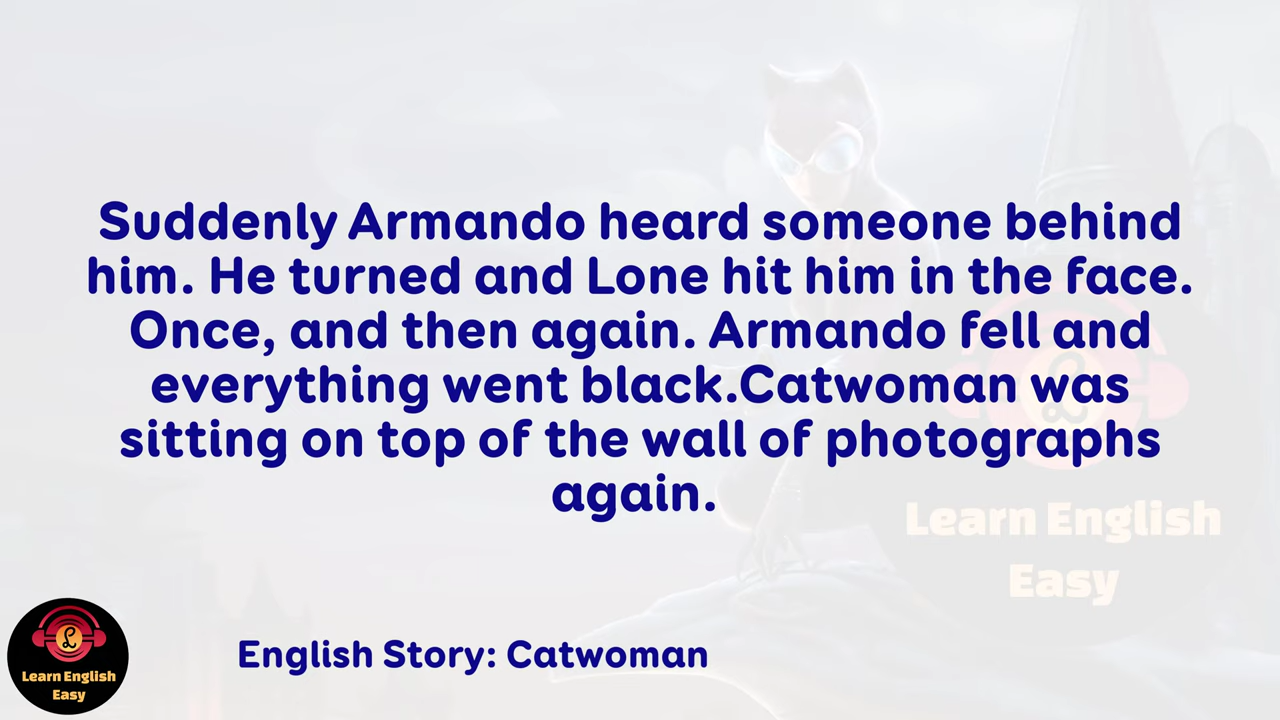 Suddenly Armando heard someone behind
him. He turned and Lone hit him in the face.
Once, and then again. Armando fell and
everything went black.Catwoman was
sitting on top of the wall of photographs
again.
Learn English
Easy
English Story: Catwoman
Learn English
Easy